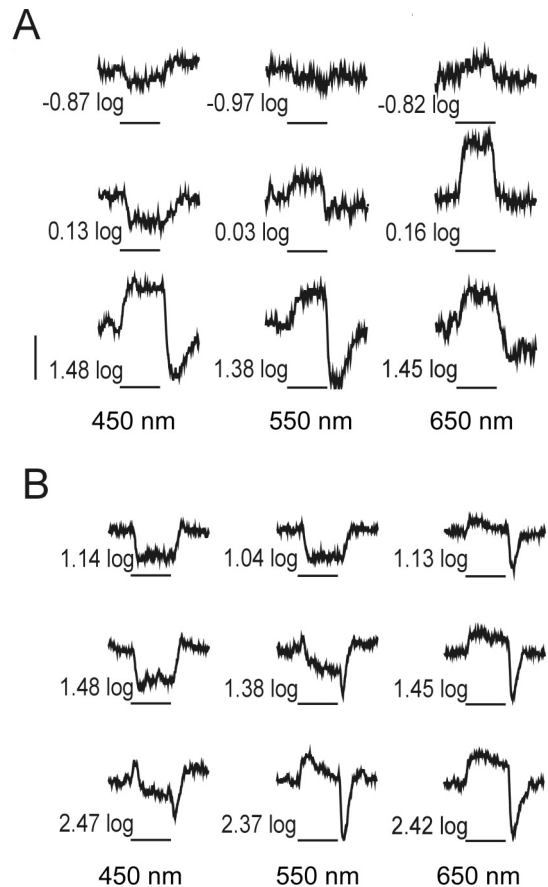 A
-0.87 log -0.97 log -0.82 log
0.13 log 0.03 log 0.16 log
1.48 log 1.38 log 1.45 log
450 nm 550 nm 650 nm
B
1.14 log 1.04 log 1.13 log
1.48 log 1.38 log 1.45 log
2.47 log 2.37 log 2.42 log
450 nm 550 nm 650 nm